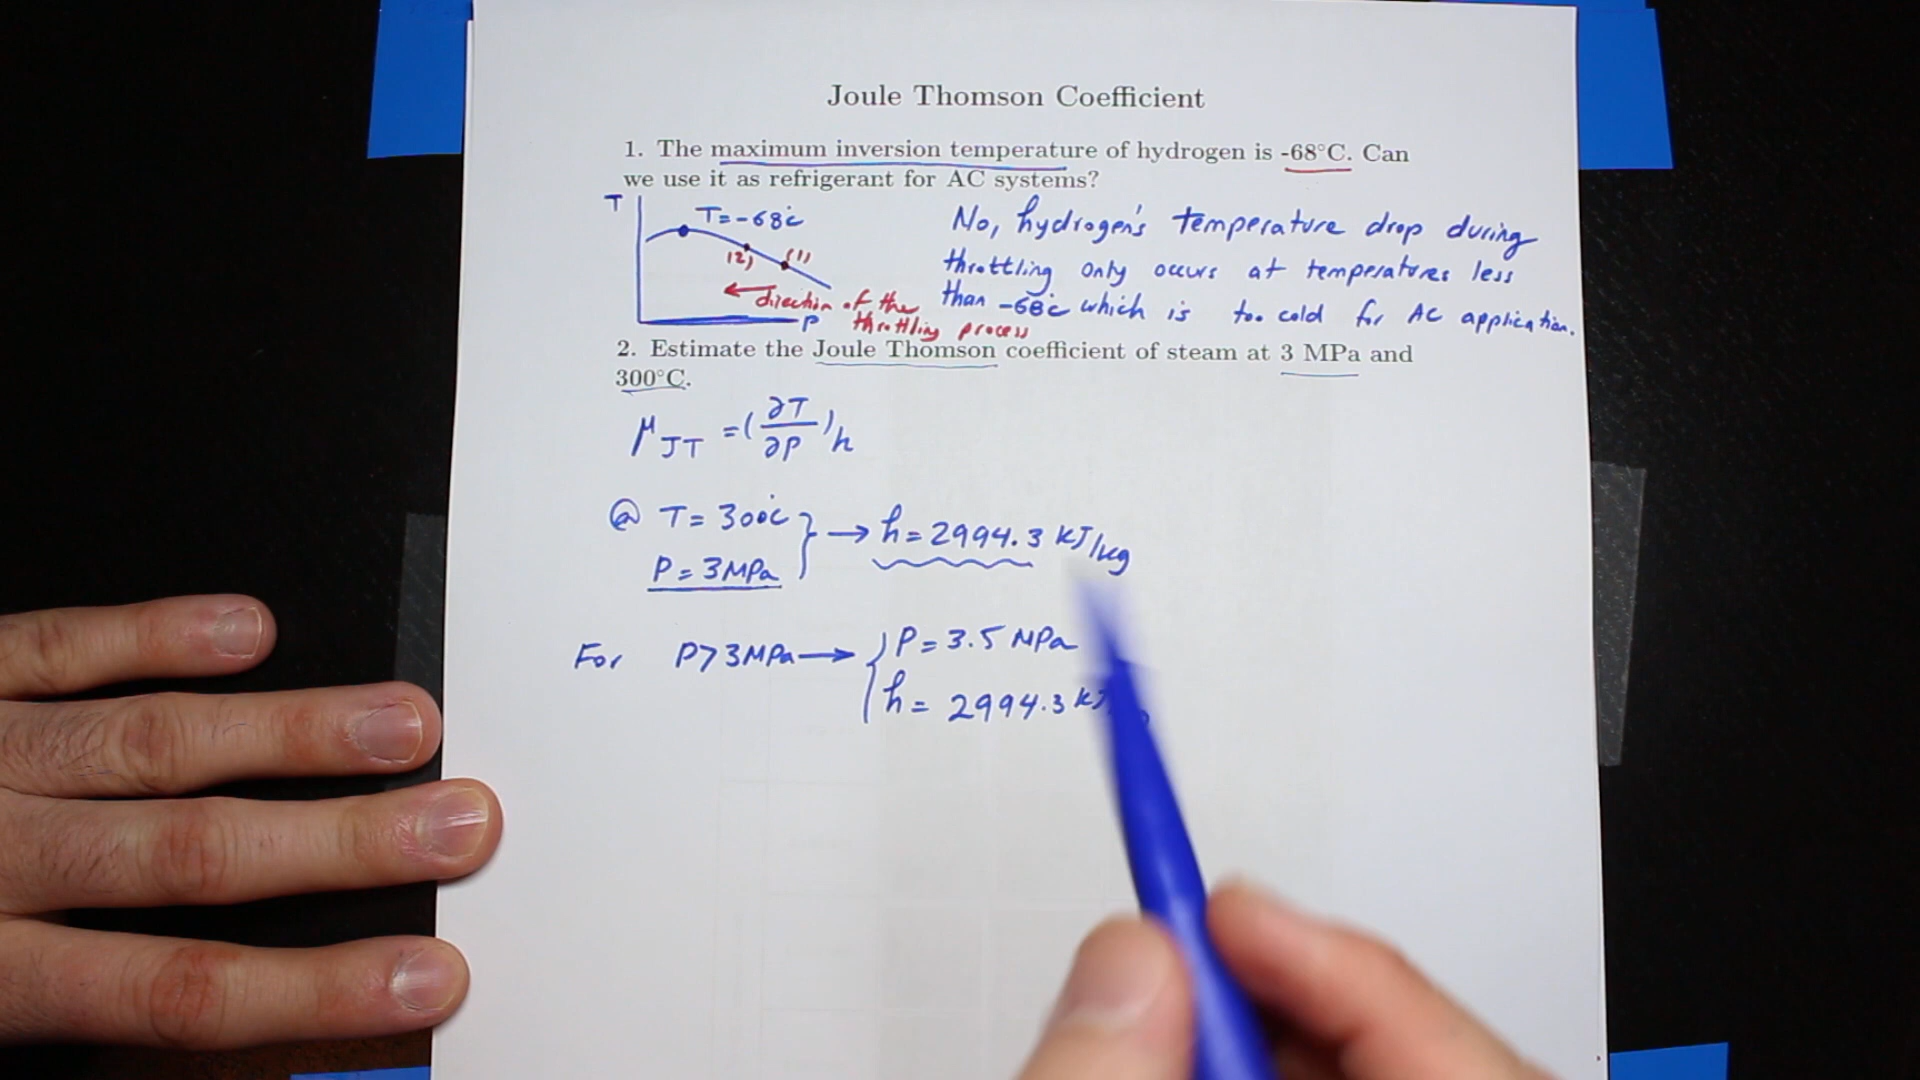 Joule Thomson Coefficient
1. The maximum inversion temperature of hydrogen is -68°C. Can
we use it as refrigerant for AC systems?
T
T=-68°C
(2) (1)
direction of the
throttling process
P
No, hydrogen's temperature drop during
throttling only occurs at temperatures less
than -68°C which is too cold for AC application.
2. Estimate the Joule Thomson coefficient of steam at 3 MPa and
300°C.
μJT = (∂T/∂P)h
@ T = 300°C } → h = 2994.3 kJ/kg
P = 3MPa
For P>3MPa → { P = 3.5 MPa
h = 2994.3